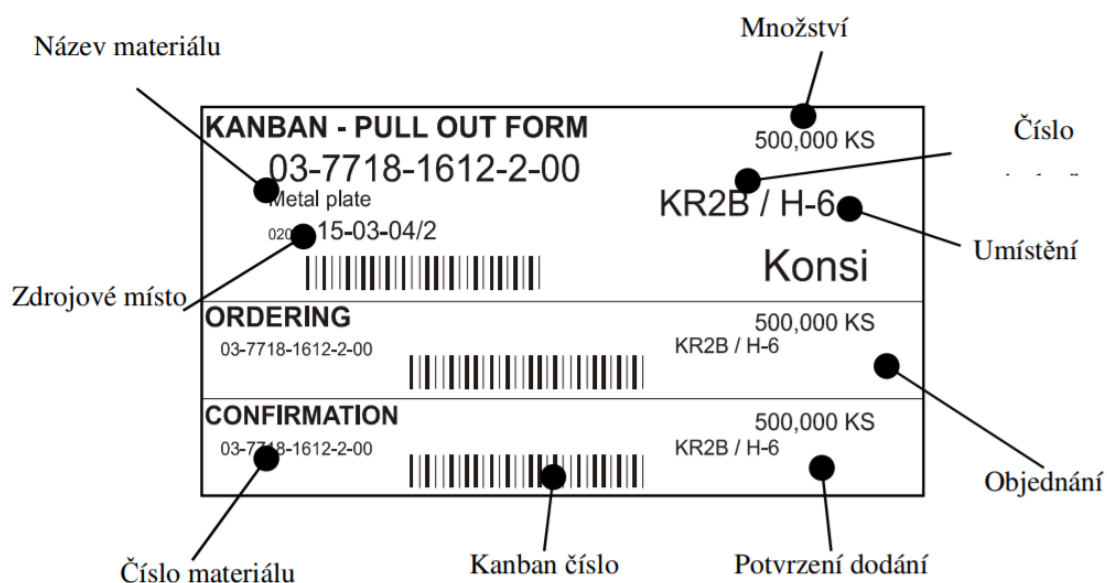 Množství
Název materiálu
KANBAN - PULL OUT FORM
500,000 KS
Číslo
03-7718-1612-2-00
Metal plate
KR2B / H-6
15-03-04/2
Umístění
Konsi
Zdrojové místo
ORDERING
500,000 KS
03-7718-1612-2-00
KR2B / H-6
CONFIRMATION
500,000 KS
03-7718-1612-2-00
KR2B / H-6
Objednání
Číslo materiálu
Kanban číslo
Potvrzení dodání